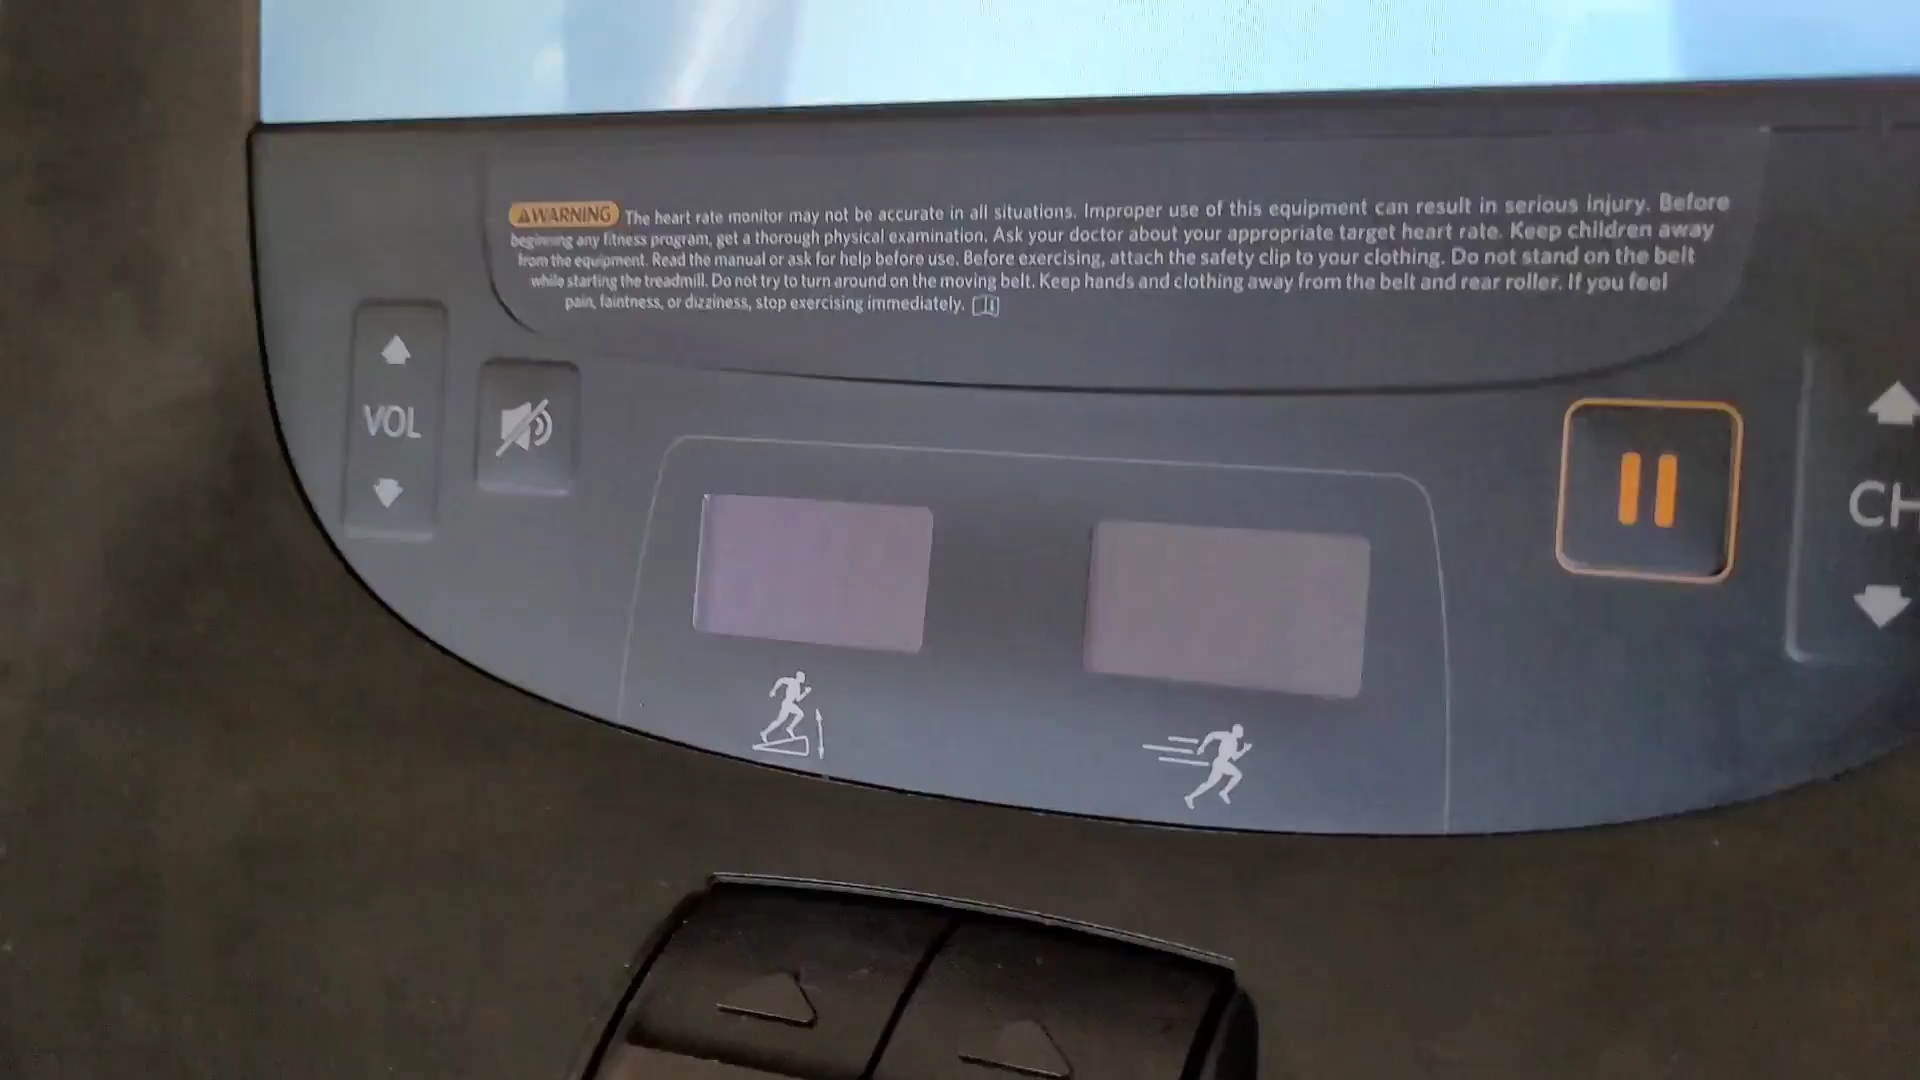 WARNING The heart rate monitor may not be accurate in all situations. Improper use of this equipment can result in serious injury. Before
beginning any fitness program, get a thorough physical examination. Ask your doctor about your appropriate target heart rate. Keep children away
from the equipment. Read the manual or ask for help before use. Before exercising, attach the safety clip to your clothing. Do not stand on the belt
while starting the treadmill. Do not try to turn around on the moving belt. Keep hands and clothing away from the belt and rear roller. If you feel
pain, faintness, or dizziness, stop exercising immediately.
VOL
CH